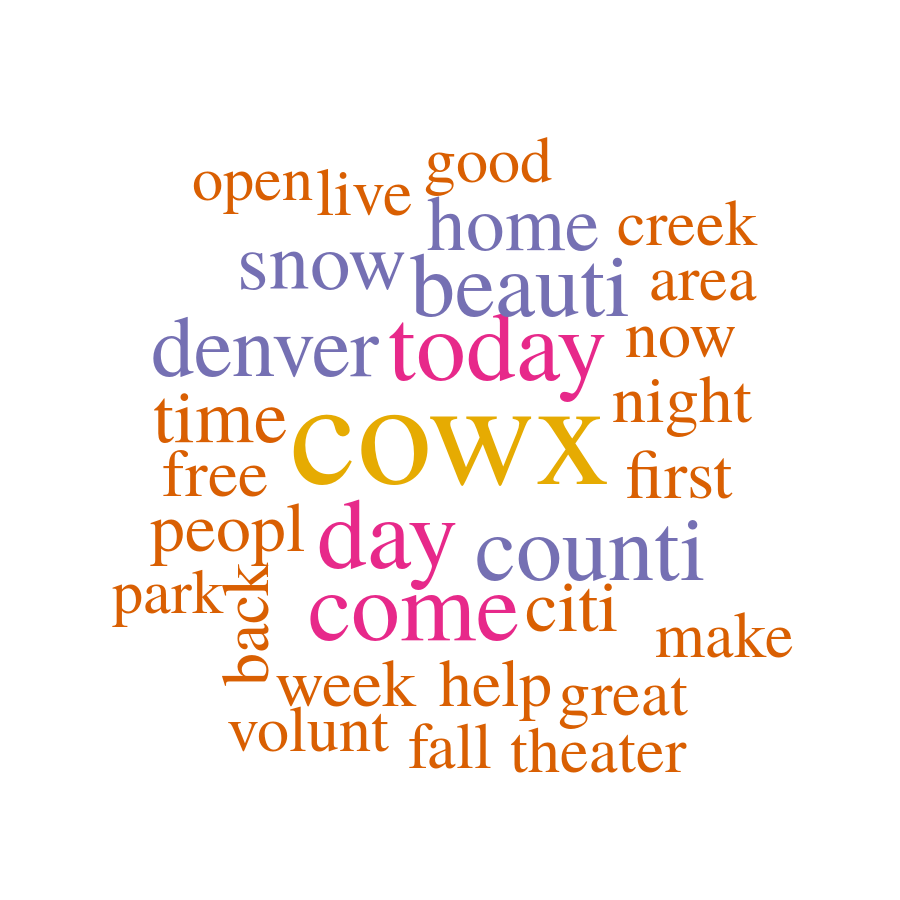 good
open live
home creek
snow beauti area
denver today now
time cowx night
free first
peopl day counti
park back come citi make
week help great
volunt fall theater